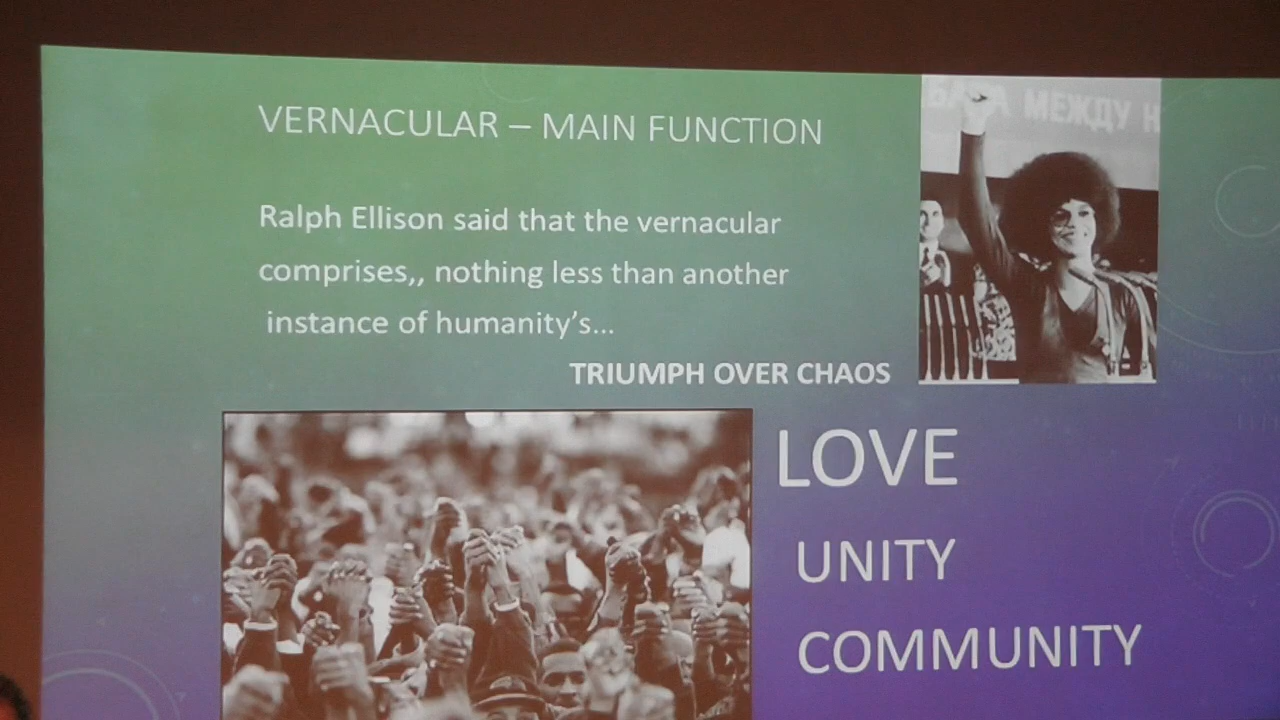 VERNACULAR – MAIN FUNCTION
Ralph Ellison said that the vernacular
comprises,, nothing less than another
instance of humanity's...
TRIUMPH OVER CHAOS
МЕЖДУ Н
LOVE
UNITY
COMMUNITY